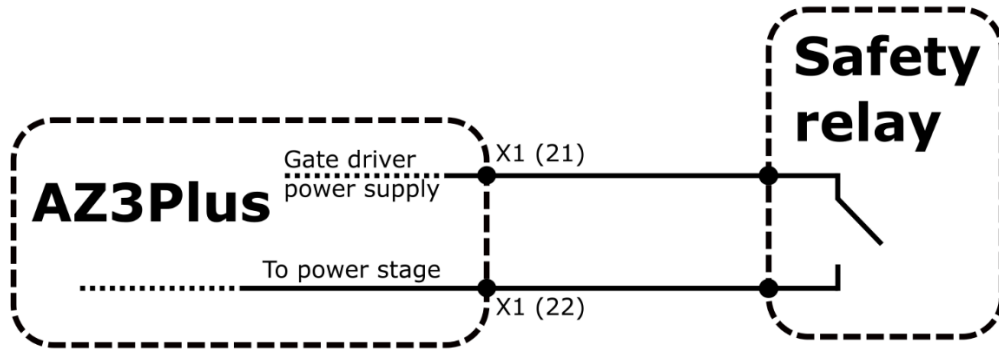 Safety
relay
X1 (21)
Gate driver
power supply
AZ3Plus
To power stage
X1 (22)